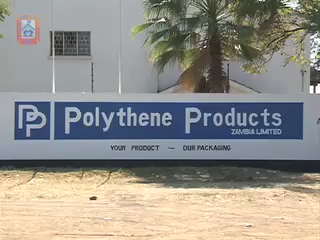 PP Polythene Products
ZAMBIA LIMITED
YOUR PRODUCT — OUR PACKAGING